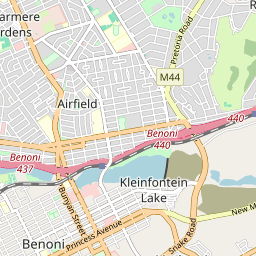 armere
rdens
Pretoria Road
R
M44
Airfield
Benoni
440
440
Benoni
437
Kleinfontein
Lake
Bunyan Street
New M
Princess Avenue
Snake Road
Benoni